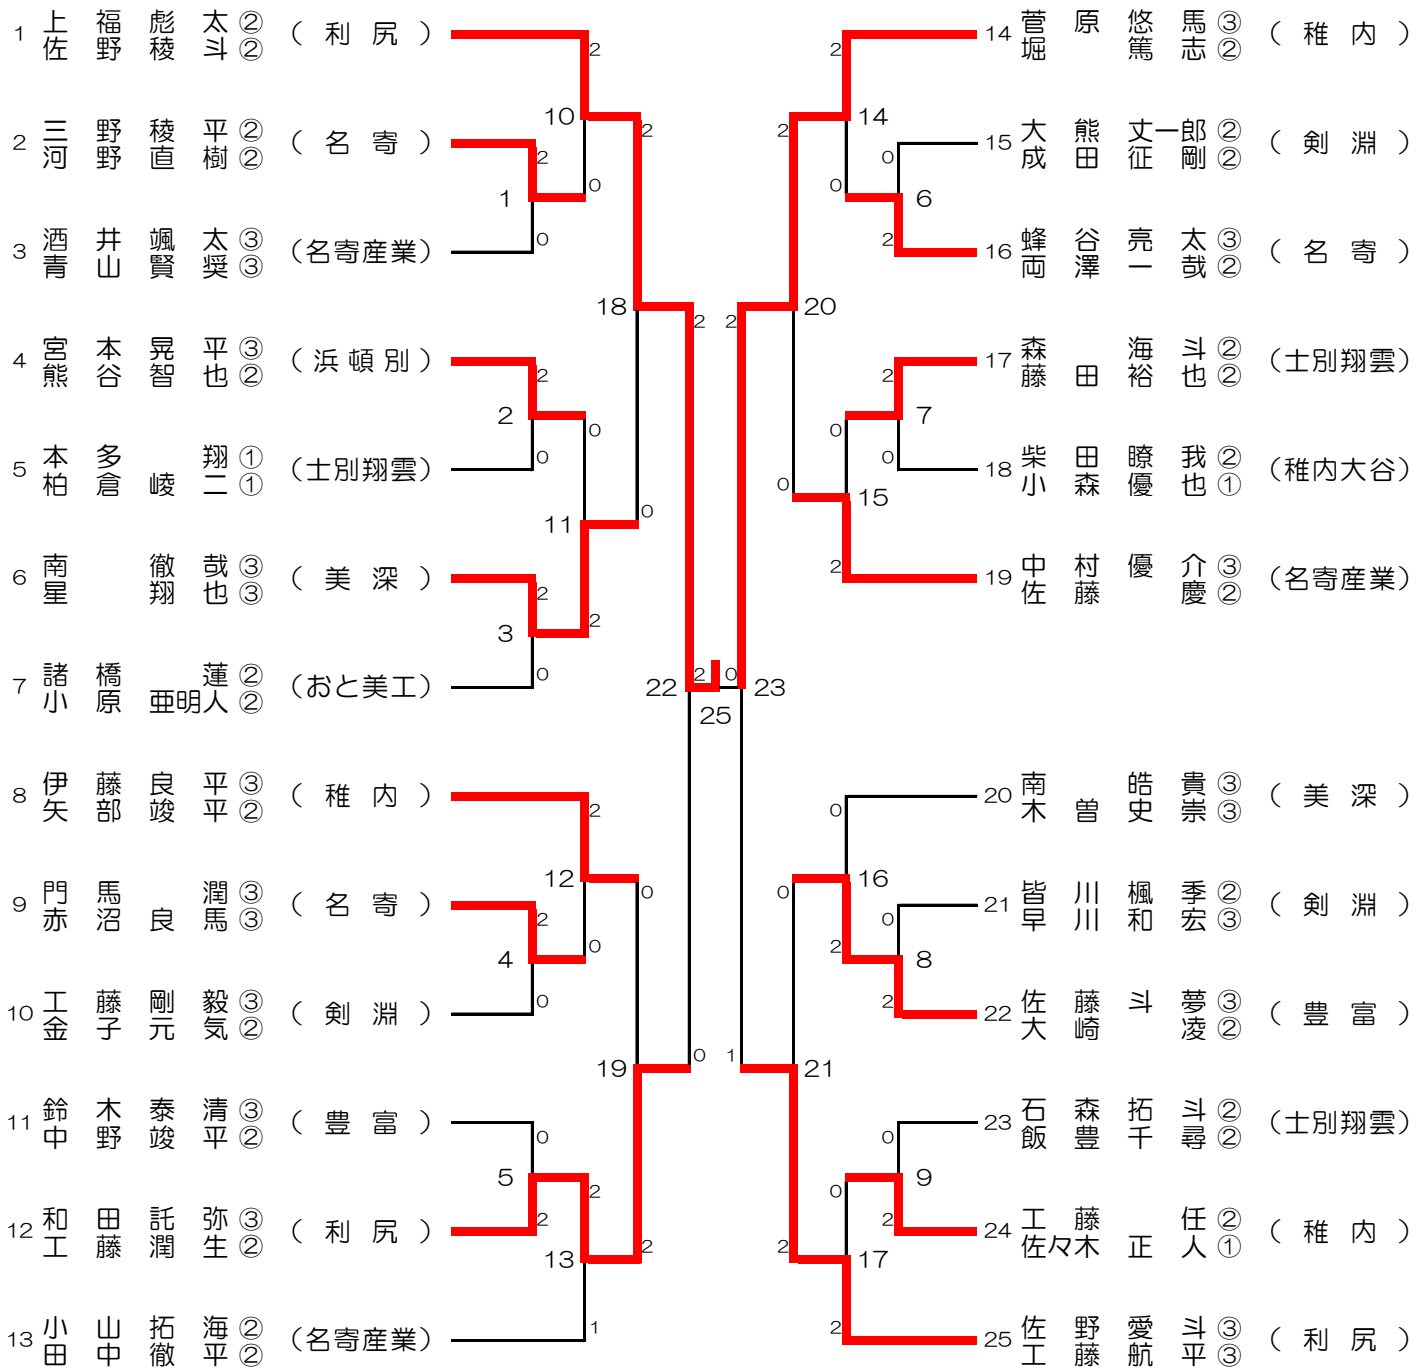 1 上福彪太② 佐野稜斗② (利尻)
2 三野稜平② 河野直樹② (名寄)
3 酒井颯太③ 青山賢奨③ (名寄産業)
4 宮本晃平③ 熊谷智也② (浜頓別)
5 本多翔① 柏倉崚二① (士別翔雲)
6 南徹哉③ 星翔也③ (美深)
7 諸橋蓮② 小原亜明人② (おと美工)
8 伊藤良平③ 矢部竣平② (稚内)
9 門馬潤③ 赤沼良馬③ (名寄)
10 工藤剛毅③ 金子元気② (剣淵)
11 鈴木泰清③ 中野竣平② (豊富)
12 和田託弥③ 工藤潤生② (利尻)
13 小山拓海② 田中徹平② (名寄産業)
2
10
2
2
1
0
0
18
2
2
2
0
0
11
0
2
3
2
0
22
2
25
2
12
0
2
4
0
0
19
0
0
5
2
2
13
2
1
14 菅原悠馬③ 堀篤志② (稚内)
15 大熊丈一郎② 成田征剛② (剣淵)
16 蜂谷亮太③ 両澤一哉② (名寄)
17 森海斗② 藤田裕也② (士別翔雲)
18 柴田瞭我② 小森優也① (稚内大谷)
19 中村優介③ 佐藤慶② (名寄産業)
20 南皓貴③ 木曽史崇③ (美深)
21 皆川楓季② 早川和宏③ (剣淵)
22 佐藤斗夢③ 大崎凌② (豊富)
23 石森拓斗② 飯豊千尋② (士別翔雲)
24 工藤任② 佐々木正人① (稚内)
25 佐野愛斗③ 工藤航平③ (利尻)
2
2
14
0
0
6
2
2
20
2
7
0
0
0
15
2
0
23
0
0
16
0
2
8
2
1
21
0
0
9
2
2
17
2